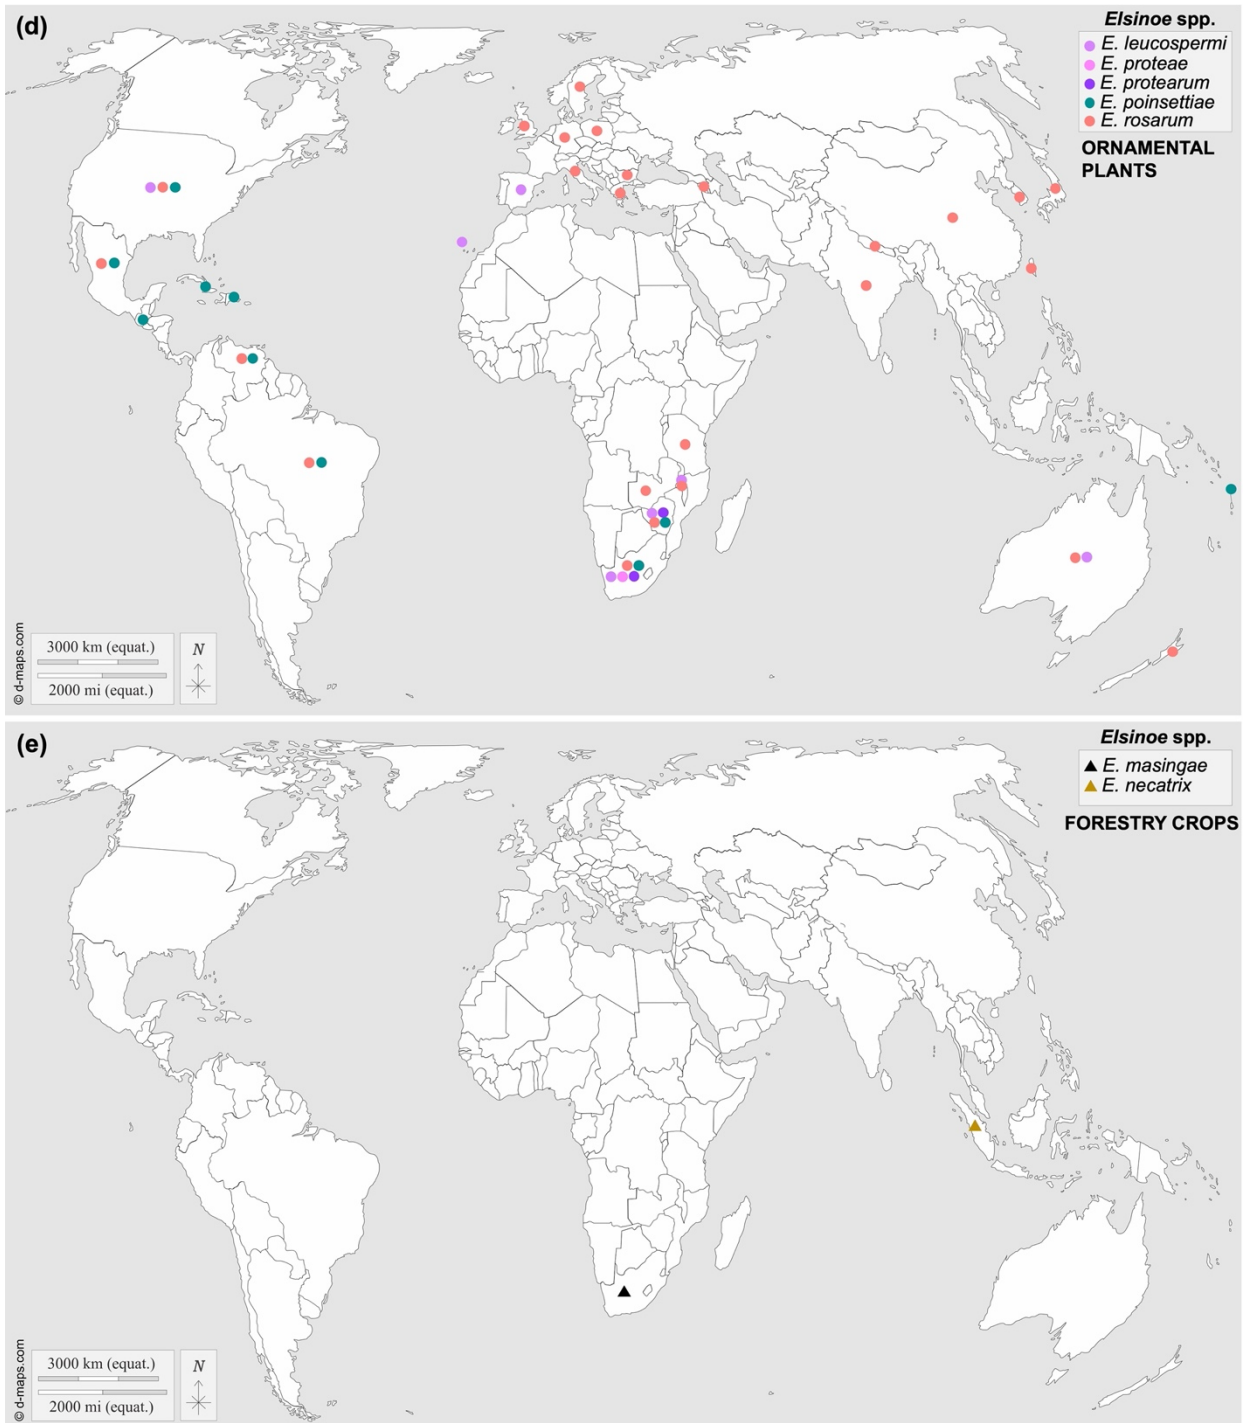 (d)
Elsinoe spp.
E. leucospermi
E. proteae
E. protearum
E. poinsettiae
E. rosarum
ORNAMENTAL
PLANTS
3000 km (equat.)
2000 mi (equat.)
N
© d-maps.com
(e)
Elsinoe spp.
E. masingae
E. necatrix
FORESTRY CROPS
3000 km (equat.)
2000 mi (equat.)
N
© d-maps.com